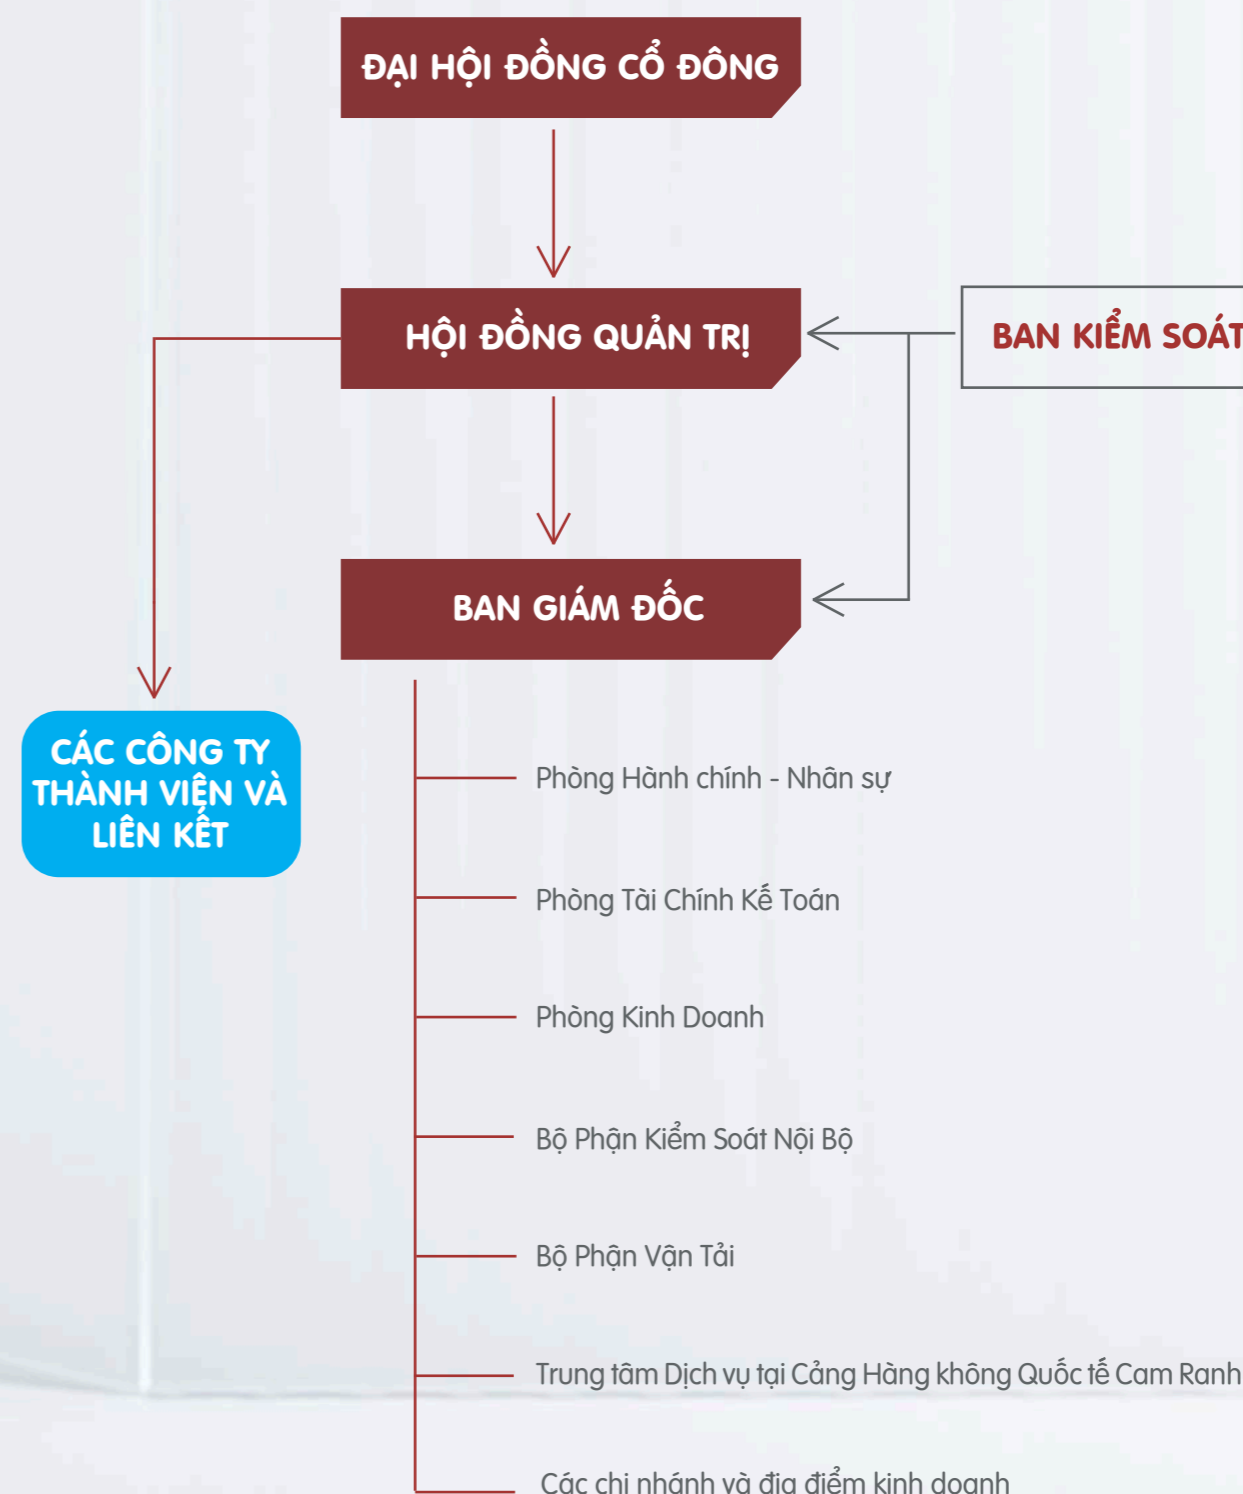 ĐẠI HỘI ĐỒNG CỔ ĐÔNG
HỘI ĐỒNG QUẢN TRỊ
BAN KIỂM SOÁT
BAN GIÁM ĐỐC
CÁC CÔNG TY
THÀNH VIÊN VÀ
LIÊN KẾT
Phòng Hành chính - Nhân sự
Phòng Tài Chính Kế Toán
Phòng Kinh Doanh
Bộ Phận Kiểm Soát Nội Bộ
Bộ Phận Vận Tải
Trung tâm Dịch vụ tại Cảng Hàng không Quốc tế Cam Ranh
Các chi nhánh và địa điểm kinh doanh